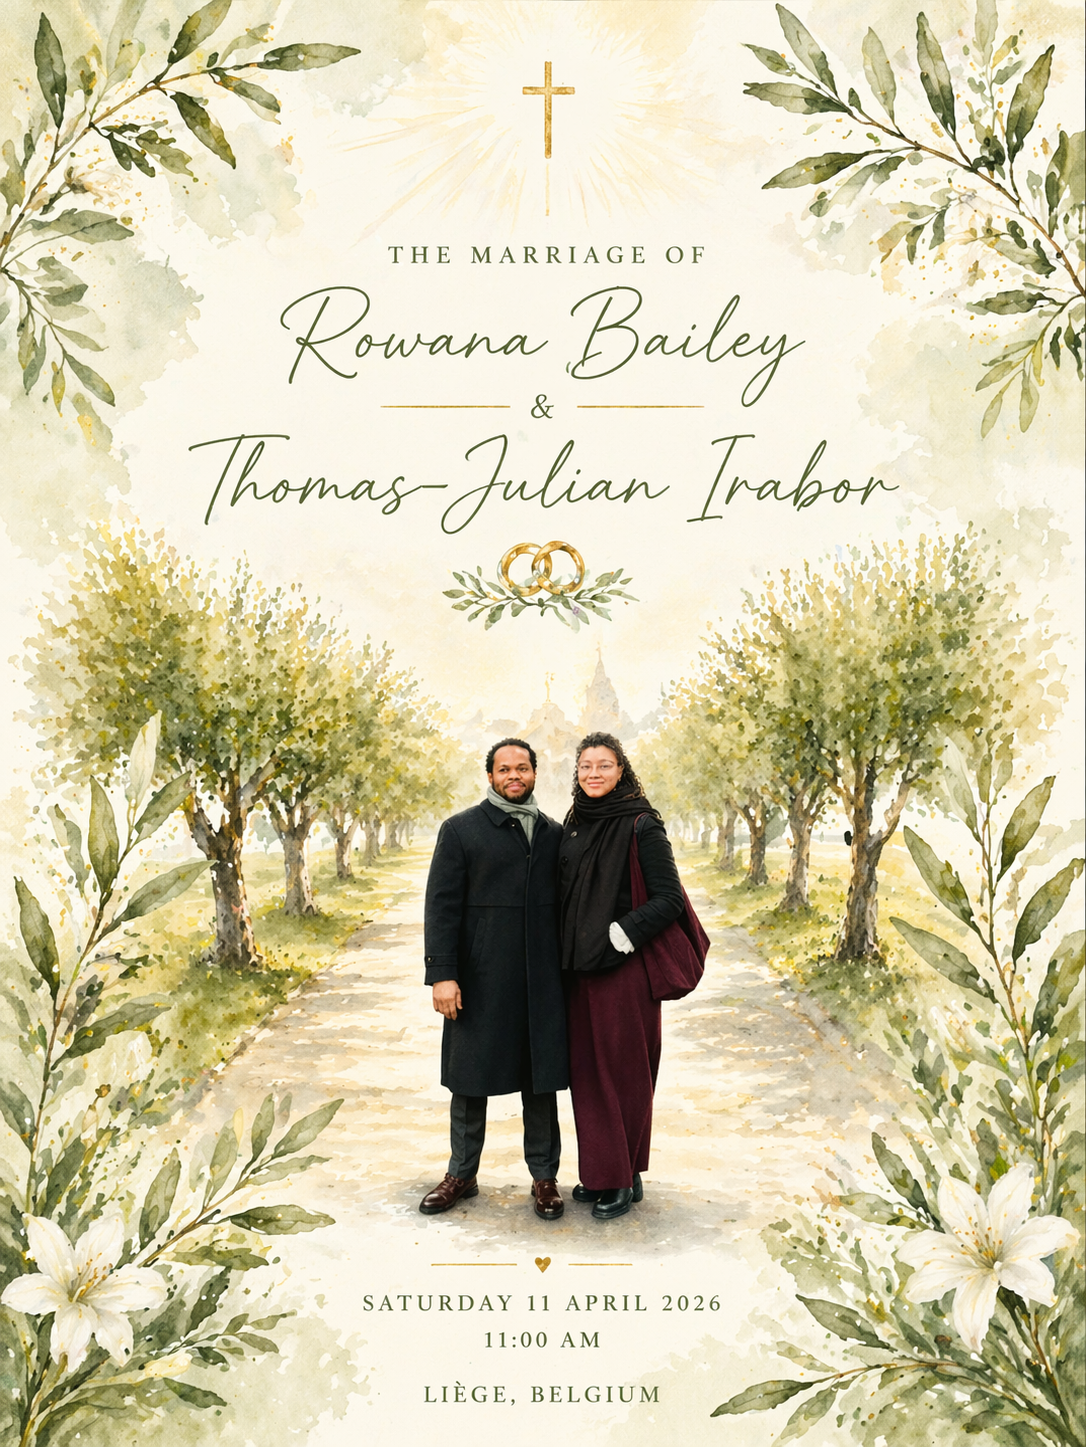 THE MARRIAGE OF
Rowana Bailey
&
Thomas-Julian Irabor
SATURDAY 11 APRIL 2026
11:00 AM
LIÈGE, BELGIUM